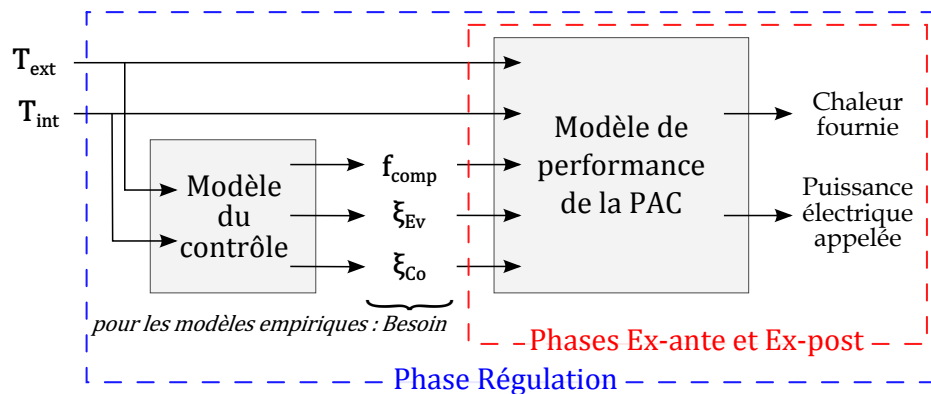 T_ext
T_int
Modèle
du
contrôle
f_comp
ξ_Ev
ξ_Co
pour les modèles empiriques : Besoin
Modèle de
performance
de la PAC
Chaleur
fournie
Puissance
électrique
appelée
Phases Ex-ante et Ex-post
Phase Régulation